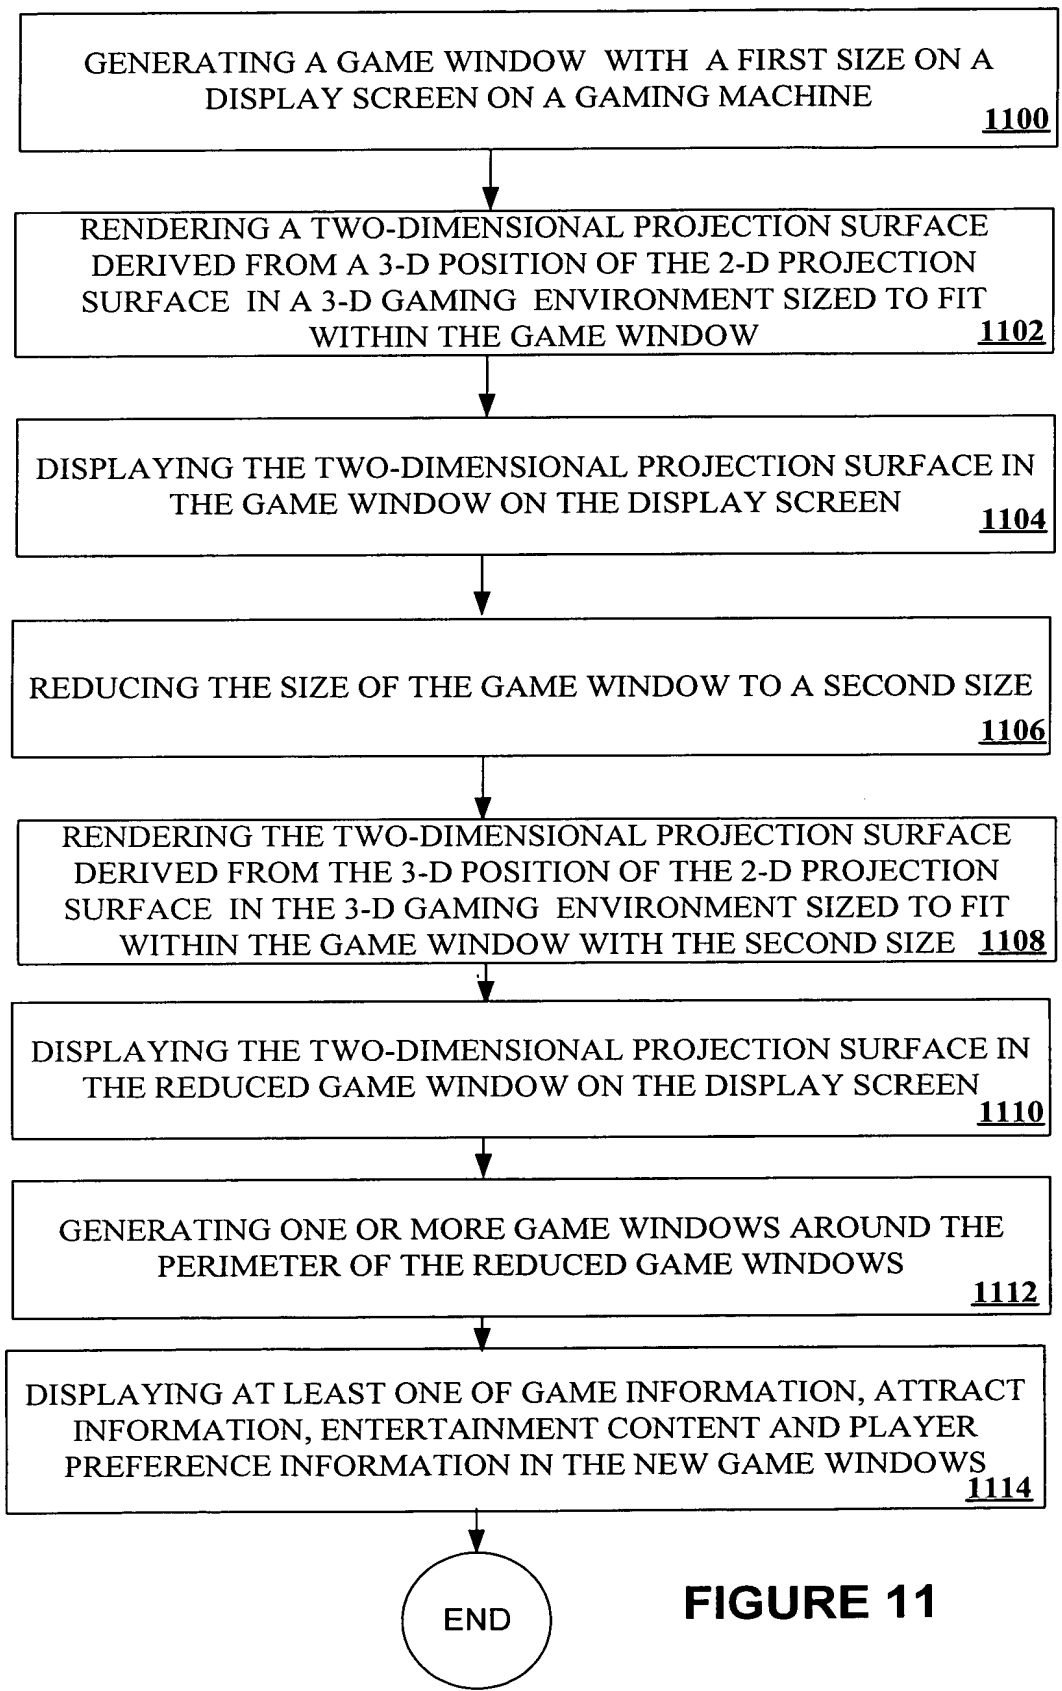 GENERATING A GAME WINDOW WITH A FIRST SIZE ON A
DISPLAY SCREEN ON A GAMING MACHINE
1100
RENDERING A TWO-DIMENSIONAL PROJECTION SURFACE
DERIVED FROM A 3-D POSITION OF THE 2-D PROJECTION
SURFACE IN A 3-D GAMING ENVIRONMENT SIZED TO FIT
WITHIN THE GAME WINDOW
1102
DISPLAYING THE TWO-DIMENSIONAL PROJECTION SURFACE IN
THE GAME WINDOW ON THE DISPLAY SCREEN
1104
REDUCING THE SIZE OF THE GAME WINDOW TO A SECOND SIZE
1106
RENDERING THE TWO-DIMENSIONAL PROJECTION SURFACE
DERIVED FROM THE 3-D POSITION OF THE 2-D PROJECTION
SURFACE IN THE 3-D GAMING ENVIRONMENT SIZED TO FIT
WITHIN THE GAME WINDOW WITH THE SECOND SIZE 1108
DISPLAYING THE TWO-DIMENSIONAL PROJECTION SURFACE IN
THE REDUCED GAME WINDOW ON THE DISPLAY SCREEN
1110
GENERATING ONE OR MORE GAME WINDOWS AROUND THE
PERIMETER OF THE REDUCED GAME WINDOWS
1112
DISPLAYING AT LEAST ONE OF GAME INFORMATION, ATTRACT
INFORMATION, ENTERTAINMENT CONTENT AND PLAYER
PREFERENCE INFORMATION IN THE NEW GAME WINDOWS
1114
END
FIGURE 11